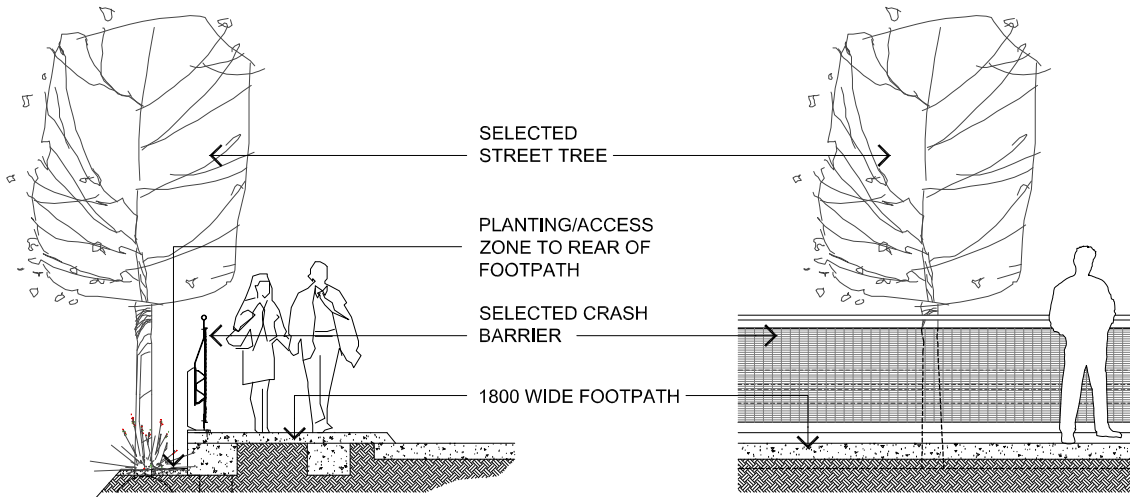 SELECTED
STREET TREE
PLANTING/ACCESS
ZONE TO REAR OF
FOOTPATH
SELECTED CRASH
BARRIER
1800 WIDE FOOTPATH